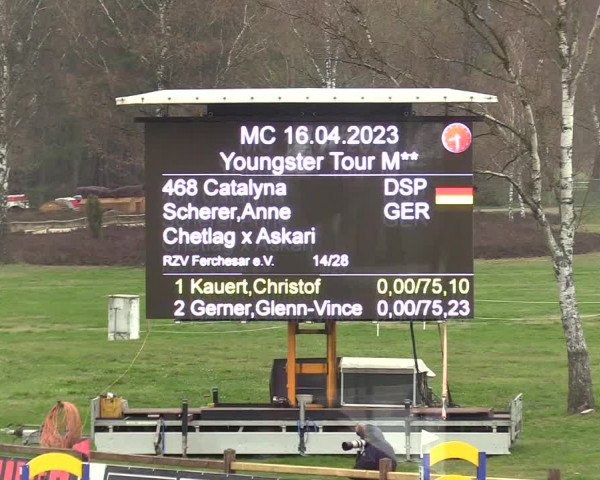 MC 16.04.2023
Youngster Tour M**
468 Catalyna DSP
Scherer,Anne GER
Chetlag x Askari
RZV Ferchesar e.V. 14/28
1 Kauert,Christof 0,00/75,10
2 Gerner,Glenn-Vince 0,00/75,23